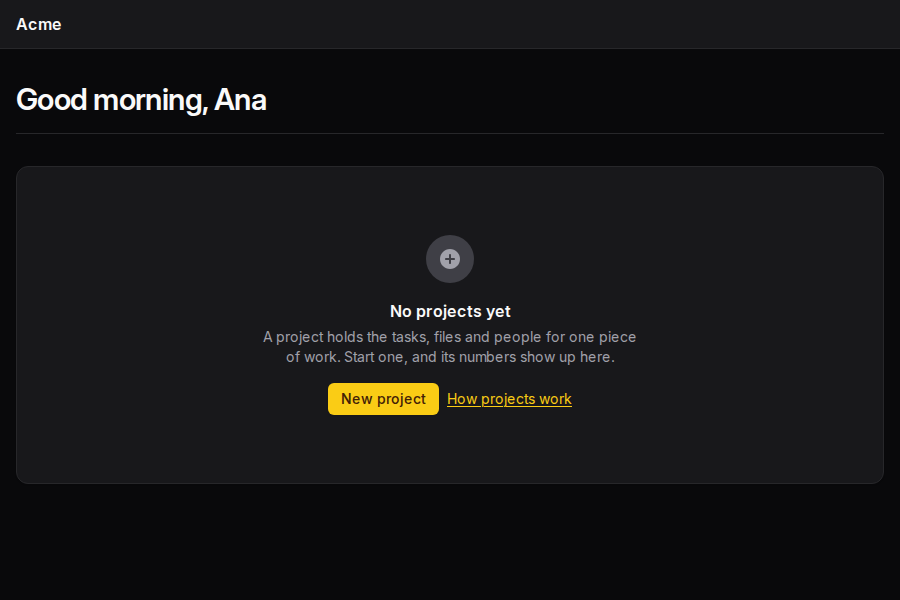 Acme
Good morning, Ana
No projects yet
A project holds the tasks, files and people for one piece
of work. Start one, and its numbers show up here.
New project
How projects work